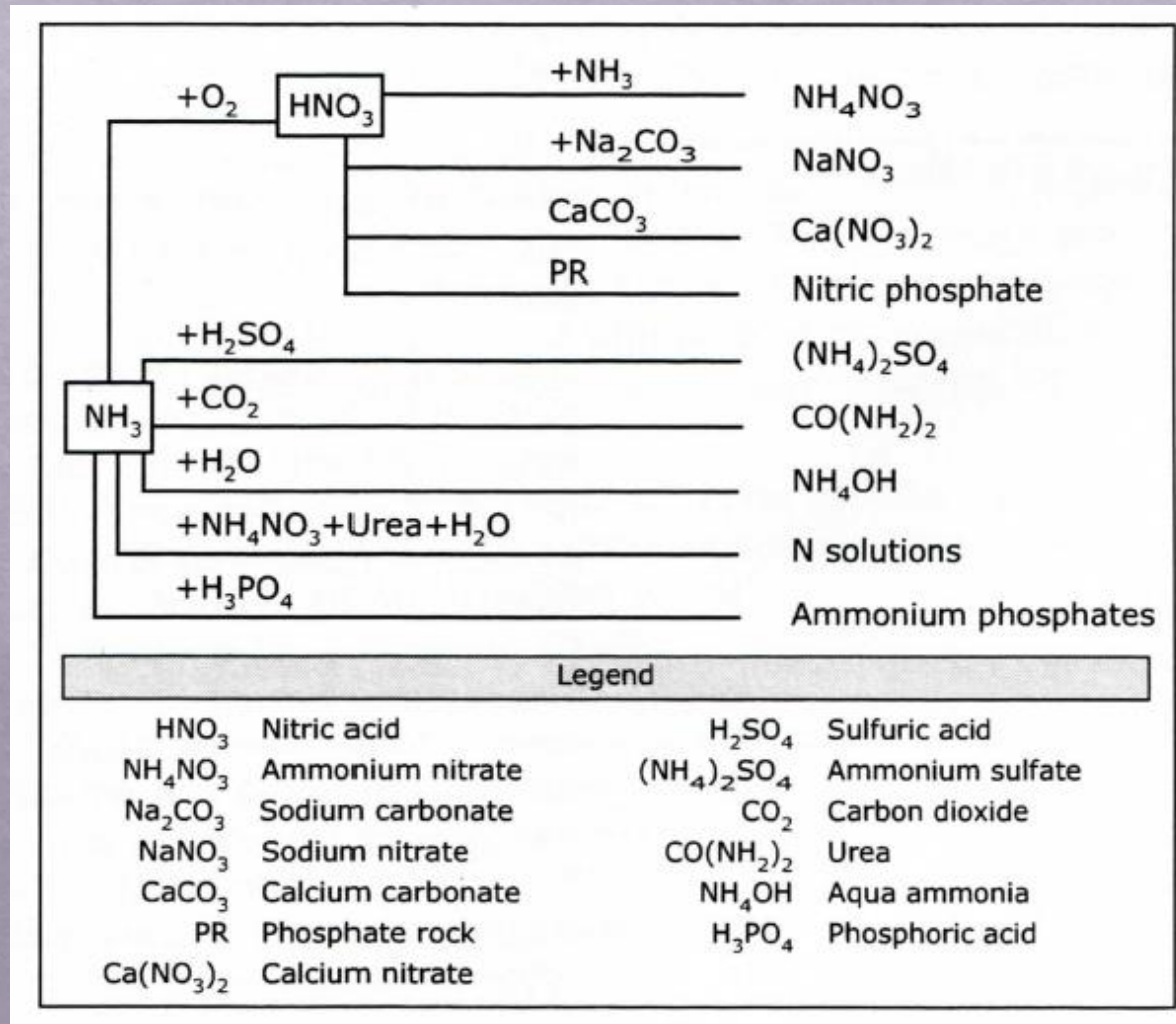 +O₂ HNO₃ +NH₃ NH₄NO₃
+Na₂CO₃ NaNO₃
CaCO₃ Ca(NO₃)₂
PR Nitric phosphate
+H₂SO₄ (NH₄)₂SO₄
NH₃ +CO₂ CO(NH₂)₂
+H₂O NH₄OH
+NH₄NO₃+Urea+H₂O N solutions
+H₃PO₄ Ammonium phosphates
Legend
HNO₃ Nitric acid
NH₄NO₃ Ammonium nitrate
Na₂CO₃ Sodium carbonate
NaNO₃ Sodium nitrate
CaCO₃ Calcium carbonate
PR Phosphate rock
Ca(NO₃)₂ Calcium nitrate
H₂SO₄ Sulfuric acid
(NH₄)₂SO₄ Ammonium sulfate
CO₂ Carbon dioxide
CO(NH₂)₂ Urea
NH₄OH Aqua ammonia
H₃PO₄ Phosphoric acid